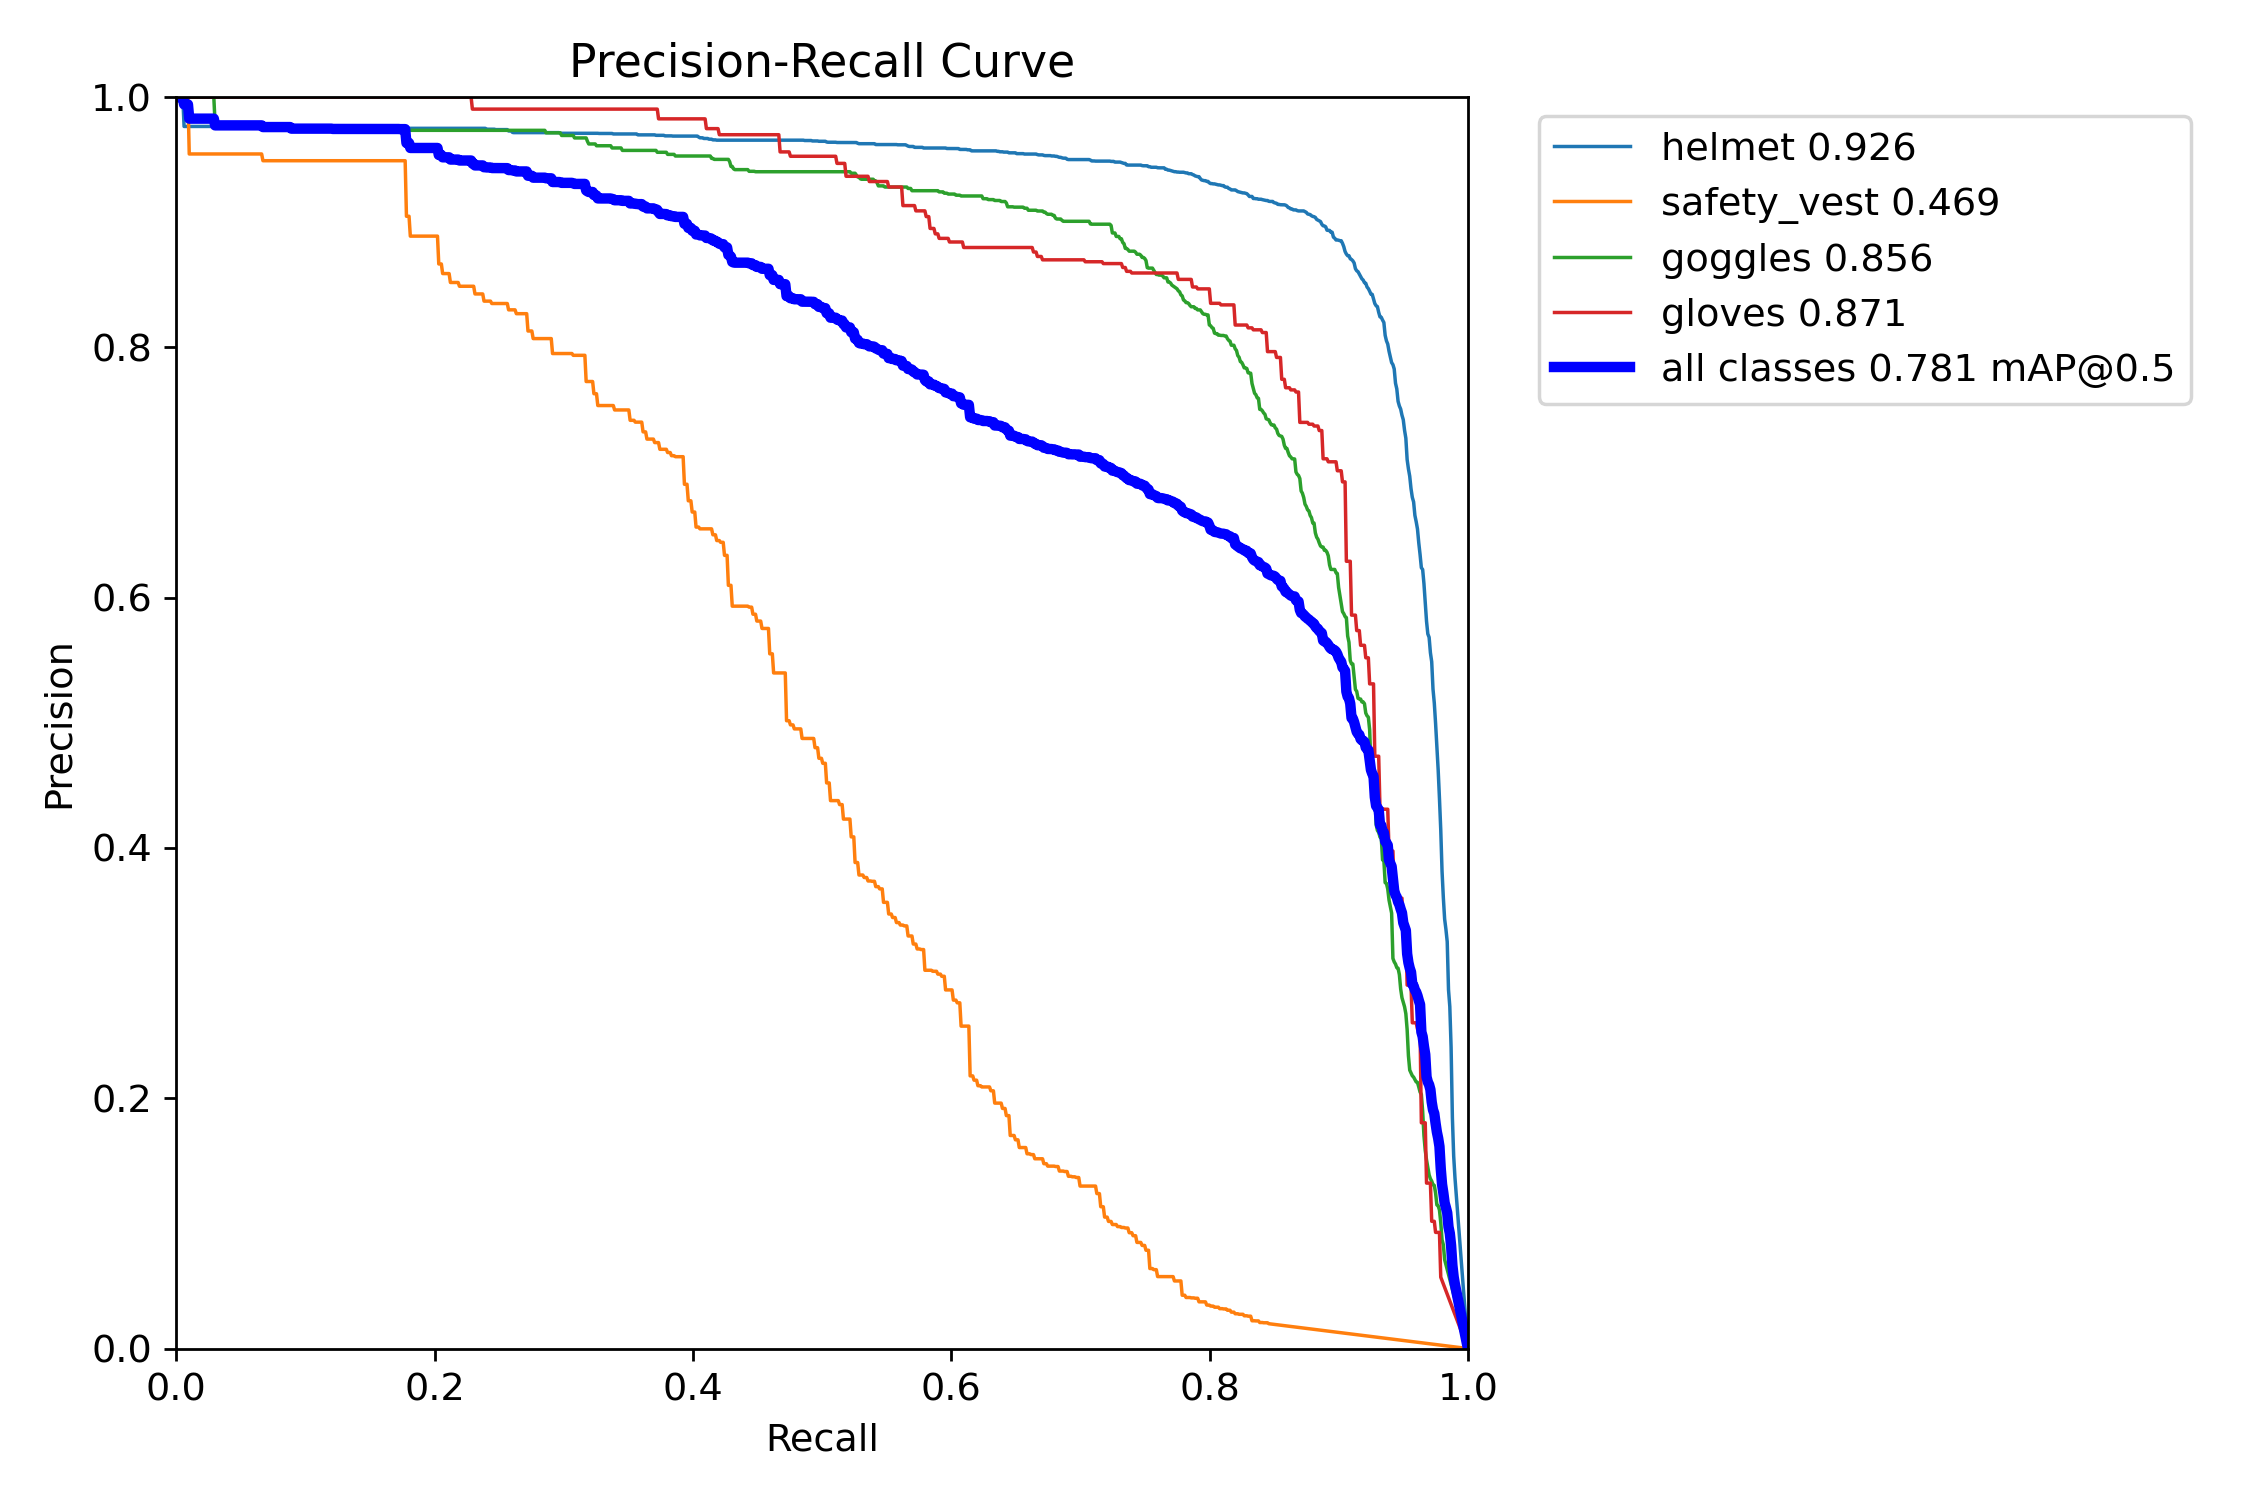 Precision-Recall Curve
1.0
0.8
0.6
0.4
0.2
0.0
Precision
0.0 0.2 0.4 0.6 0.8 1.0
Recall
helmet 0.926
safety_vest 0.469
goggles 0.856
gloves 0.871
all classes 0.781 mAP@0.5